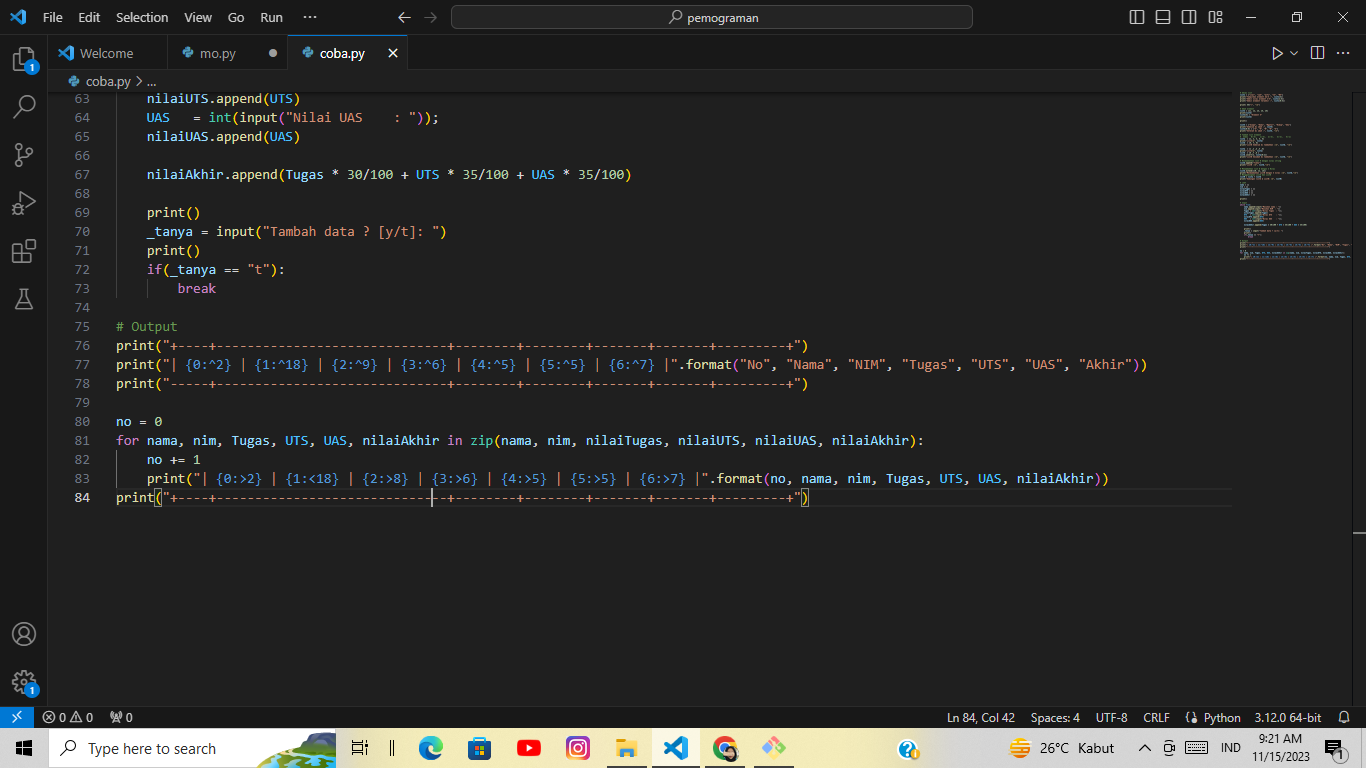 File Edit Selection View Go Run ··· pemograman
Welcome mo.py coba.py
coba.py > ...
63 nilaiUTS.append(UTS)
64 UAS   = int(input("Nilai UAS    : "));
65 nilaiUAS.append(UAS)
66
67 nilaiAkhir.append(Tugas * 30/100 + UTS * 35/100 + UAS * 35/100)
68
69 print()
70 _tanya = input("Tambah data ? [y/t]: ")
71 print()
72 if(_tanya == "t"):
73 break
74
75 # Output
76 print("+----+------------------------------+--------+--------+-------+-------+---------+")
77 print("| {0:^2} | {1:^18} | {2:^9} | {3:^6} | {4:^5} | {5:^5} | {6:^7} |".format("No", "Nama", "NIM", "Tugas", "UTS", "UAS", "Akhir"))
78 print("-----+------------------------------+--------+--------+-------+-------+---------+")
79
80 no = 0
81 for nama, nim, Tugas, UTS, UAS, nilaiAkhir in zip(nama, nim, nilaiTugas, nilaiUTS, nilaiUAS, nilaiAkhir):
82 no += 1
83 print("| {0:>2} | {1:<18} | {2:>8} | {3:>6} | {4:>5} | {5:>5} | {6:>7} |".format(no, nama, nim, Tugas, UTS, UAS, nilaiAkhir))
84 print("+----+------------------------------+--------+--------+-------+-------+---------+")
1
1
0 0 0 Ln 84, Col 42 Spaces: 4 UTF-8 CRLF Python 3.12.0 64-bit
Type here to search 26°C Kabut IND 9:21 AM
11/15/2023 1